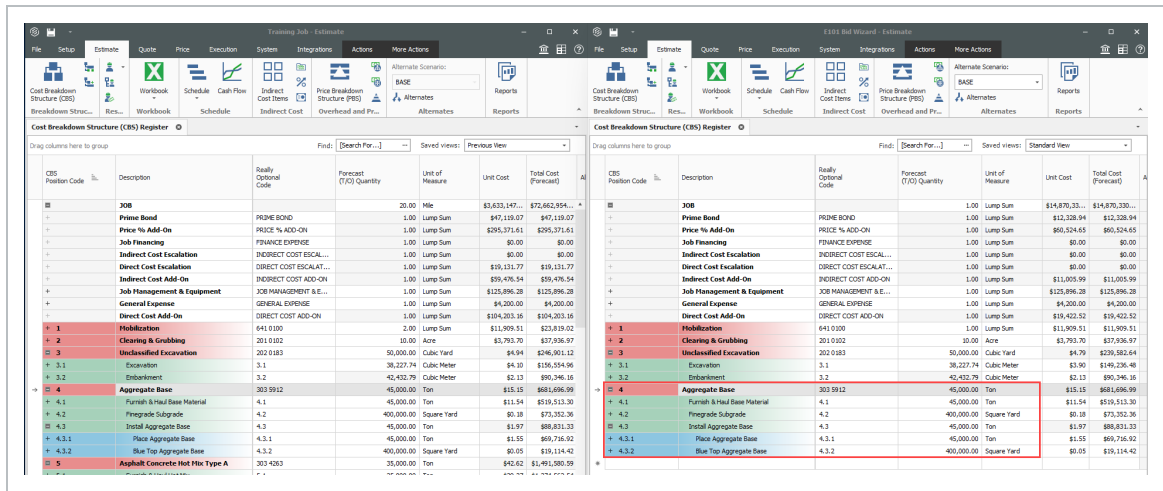 Training Job - Estimate
File Setup Estimate Quote Price Execution System Integrations Actions More Actions
Cost Breakdown Structure (CBS)
Workbook
Schedule
Cash Flow
Indirect Cost Items
Price Breakdown Structure (PBS)
Alternate Scenario:
BASE
Alternates
Reports
Breakdown Struc... Res... Workbook Schedule Indirect Cost Overhead and Pr... Alternates Reports
Cost Breakdown Structure (CBS) Register
Drag columns here to group Find: [Search For...] ... Saved views: Previous View
CBS Position Code Description Really Optional Code Forecast (T/O) Quantity Unit of Measure Unit Cost Total Cost (Forecast) Al
JOB 20.00 Mile $3,633,147... $72,662,954...
Prime Bond PRIME BOND 1.00 Lump Sum $47,119.07 $47,119.07
Price % Add-On PRICE % ADD-ON 1.00 Lump Sum $295,371.61 $295,371.61
Job Financing FINANCE EXPENSE 1.00 Lump Sum $0.00 $0.00
Indirect Cost Escalation INDIRECT COST ESCAL... 1.00 Lump Sum $0.00 $0.00
Direct Cost Escalation DIRECT COST ESCALAT... 1.00 Lump Sum $19,131.77 $19,131.77
Indirect Cost Add-On INDIRECT COST ADD-ON 1.00 Lump Sum $59,476.54 $59,476.54
Job Management & Equipment JOB MANAGEMENT & E... 1.00 Lump Sum $125,896.28 $125,896.28
General Expense GENERAL EXPENSE 1.00 Lump Sum $4,200.00 $4,200.00
Direct Cost Add-On DIRECT COST ADD-ON 1.00 Lump Sum $104,203.16 $104,203.16
1 Mobilization 641 0100 2.00 Lump Sum $11,909.51 $23,819.02
2 Clearing & Grubbing 201 0102 10.00 Acre $3,793.70 $37,936.97
3 Unclassified Excavation 202 0183 50,000.00 Cubic Yard $4.94 $246,901.12
3.1 Excavation 3.1 38,227.74 Cubic Meter $4.10 $156,554.96
3.2 Embankment 3.2 42,432.79 Cubic Meter $2.13 $90,346.16
4 Aggregate Base 303 5912 45,000.00 Ton $15.15 $681,696.99
4.1 Furnish & Haul Base Material 4.1 45,000.00 Ton $11.54 $519,513.30
4.2 Finegrade Subgrade 4.2 400,000.00 Square Yard $0.18 $73,352.36
4.3 Install Aggregate Base 4.3 45,000.00 Ton $1.97 $88,831.33
4.3.1 Place Aggregate Base 4.3.1 45,000.00 Ton $1.55 $69,716.92
4.3.2 Blue Top Aggregate Base 4.3.2 400,000.00 Square Yard $0.05 $19,114.42
5 Asphalt Concrete Hot Mix Type A 303 4263 35,000.00 Ton $42.62 $1,491,580.59
E101 Bid Wizard - Estimate
File Setup Estimate Quote Price Execution System Integrations Actions More Actions
Cost Breakdown Structure (CBS)
Workbook
Schedule
Cash Flow
Indirect Cost Items
Price Breakdown Structure (PBS)
Alternate Scenario:
BASE
Alternates
Reports
Breakdown Struc... Res... Workbook Schedule Indirect Cost Overhead and Pr... Alternates Reports
Cost Breakdown Structure (CBS) Register
Drag columns here to group Find: [Search For...] ... Saved views: Standard View
CBS Position Code Description Really Optional Code Forecast (T/O) Quantity Unit of Measure Unit Cost Total Cost (Forecast) A
JOB 1.00 Lump Sum $14,870,33... $14,870,330...
Prime Bond PRIME BOND 1.00 Lump Sum $12,328.94 $12,328.94
Price % Add-On PRICE % ADD-ON 1.00 Lump Sum $60,524.65 $60,524.65
Job Financing FINANCE EXPENSE 1.00 Lump Sum $0.00 $0.00
Indirect Cost Escalation INDIRECT COST ESCAL... 1.00 Lump Sum $0.00 $0.00
Direct Cost Escalation DIRECT COST ESCALAT... 1.00 Lump Sum $0.00 $0.00
Indirect Cost Add-On INDIRECT COST ADD-ON 1.00 Lump Sum $11,005.99 $11,005.99
Job Management & Equipment JOB MANAGEMENT & E... 1.00 Lump Sum $125,896.28 $125,896.28
General Expense GENERAL EXPENSE 1.00 Lump Sum $4,200.00 $4,200.00
Direct Cost Add-On DIRECT COST ADD-ON 1.00 Lump Sum $19,422.52 $19,422.52
1 Mobilization 641 0100 1.00 Lump Sum $11,909.51 $11,909.51
2 Clearing & Grubbing 201 0102 10.00 Acre $3,793.70 $37,936.97
3 Unclassified Excavation 202 0183 50,000.00 Cubic Yard $4.79 $239,582.64
3.1 Excavation 3.1 38,227.74 Cubic Meter $3.90 $149,236.48
3.2 Embankment 3.2 42,432.79 Cubic Meter $2.13 $90,346.16
4 Aggregate Base 303 5912 45,000.00 Ton $15.15 $681,696.99
4.1 Furnish & Haul Base Material 4.1 45,000.00 Ton $11.54 $519,513.30
4.2 Finegrade Subgrade 4.2 400,000.00 Square Yard $0.18 $73,352.36
4.3 Install Aggregate Base 4.3 45,000.00 Ton $1.97 $88,831.33
4.3.1 Place Aggregate Base 4.3.1 45,000.00 Ton $1.55 $69,716.92
4.3.2 Blue Top Aggregate Base 4.3.2 400,000.00 Square Yard $0.05 $19,114.42